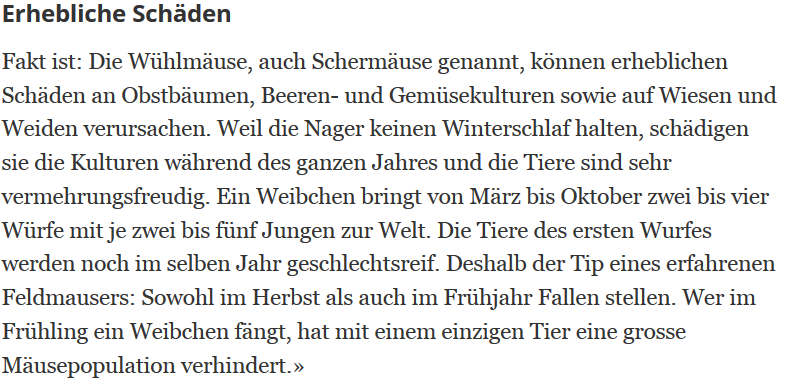 Erhebliche Schäden
Fakt ist: Die Wühlmäuse, auch Schermäuse genannt, können erheblichen
Schäden an Obstbäumen, Beeren- und Gemüsekulturen sowie auf Wiesen und
Weiden verursachen. Weil die Nager keinen Winterschlaf halten, schädigen
sie die Kulturen während des ganzen Jahres und die Tiere sind sehr
vermehrungsfreudig. Ein Weibchen bringt von März bis Oktober zwei bis vier
Würfe mit je zwei bis fünf Jungen zur Welt. Die Tiere des ersten Wurfes
werden noch im selben Jahr geschlechtsreif. Deshalb der Tip eines erfahrenen
Feldmausers: Sowohl im Herbst als auch im Frühjahr Fallen stellen. Wer im
Frühling ein Weibchen fängt, hat mit einem einzigen Tier eine grosse
Mäusepopulation verhindert.»